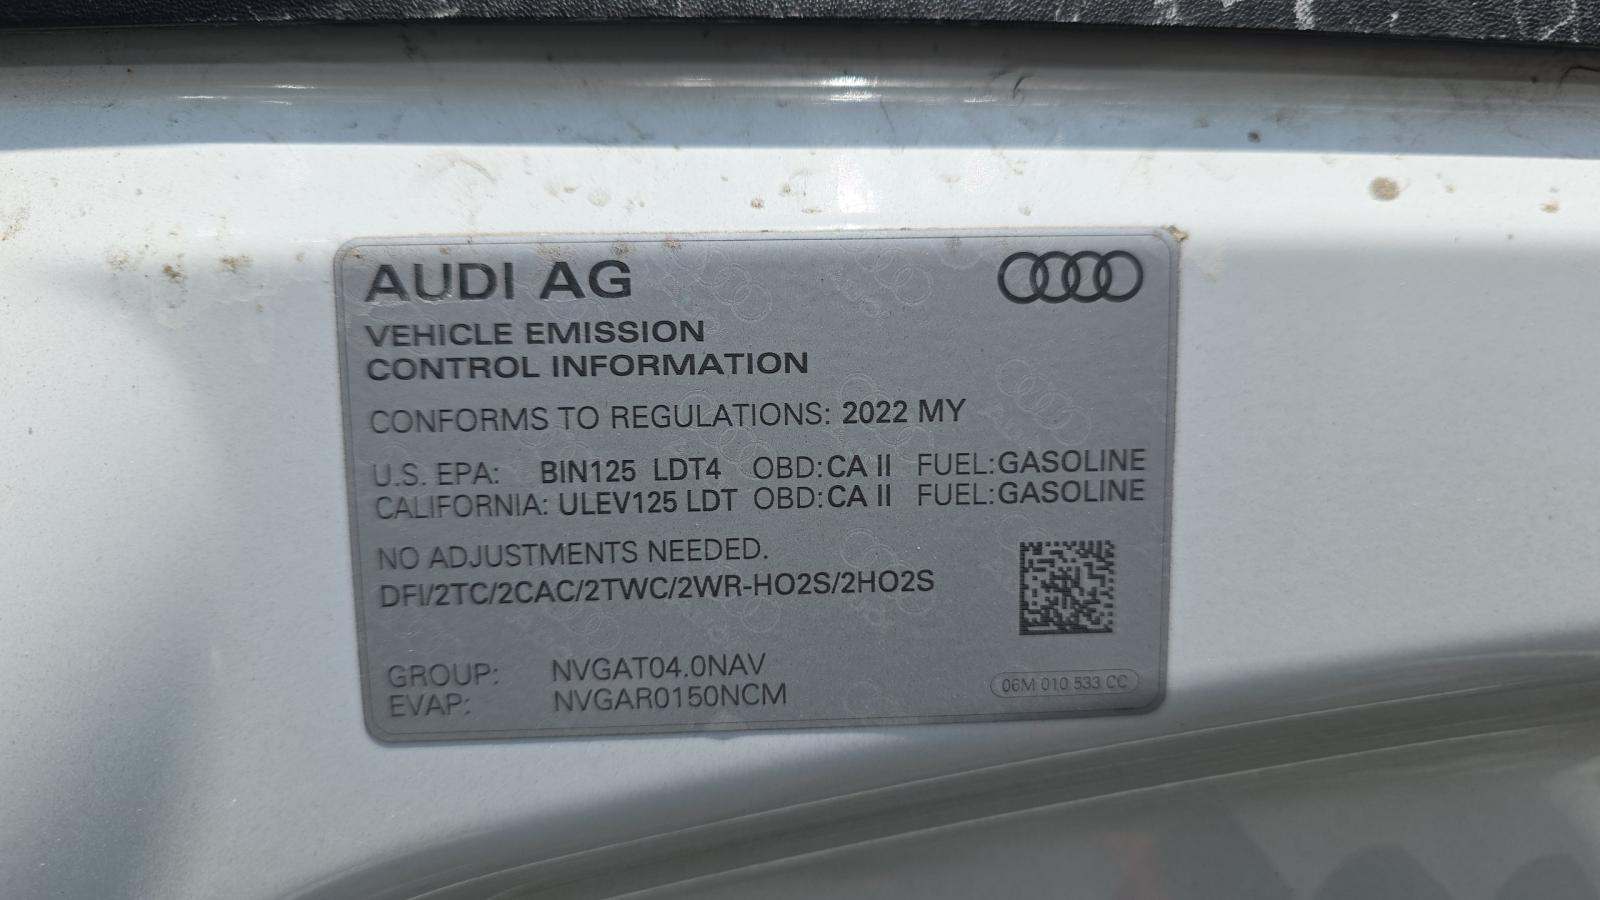 AUDI AG
VEHICLE EMISSION
CONTROL INFORMATION
CONFORMS TO REGULATIONS: 2022 MY
U.S. EPA: BIN125 LDT4 OBD: CA II FUEL: GASOLINE
CALIFORNIA: ULEV125 LDT OBD: CA II FUEL: GASOLINE
NO ADJUSTMENTS NEEDED.
DFI/2TC/2CAC/2TWC/2WR-HO2S/2HO2S
GROUP: NVGAT04.0NAV
EVAP: NVGAR0150NCM
06M 010 533 CC